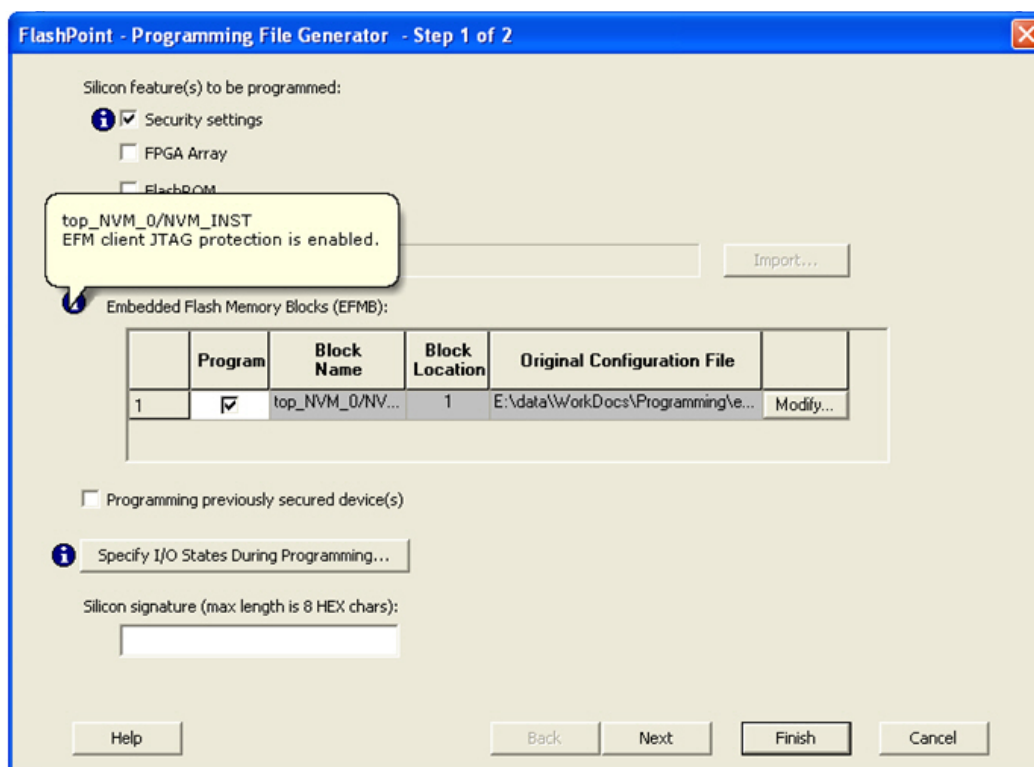 FlashPoint - Programming File Generator - Step 1 of 2
Silicon feature(s) to be programmed:
Security settings
FPGA Array
FlashROM
top_NVM_0/NVM_INST
EFM client JTAG protection is enabled.
Import...
Embedded Flash Memory Blocks (EFMB):
Program Block Name Block Location Original Configuration File
1 top_NVM_0/NV... 1 E:\data\WorkDocs\Programming\e... Modify...
Programming previously secured device(s)
Specify I/O States During Programming...
Silicon signature (max length is 8 HEX chars):
Help Back Next Finish Cancel